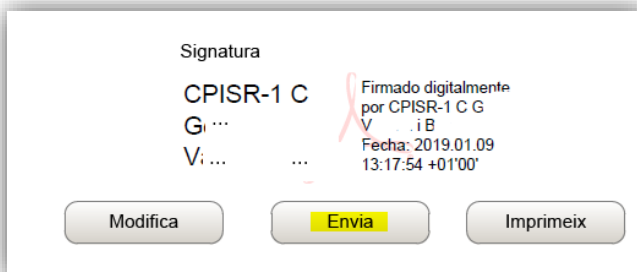 Signatura
CPISR-1 C
G ...
V ... ...
Firmado digitalmente
por CPISR-1 C G
V . i B
Fecha: 2019.01.09
13:17:54 +01'00'
Modifica
Envia
Imprimeix